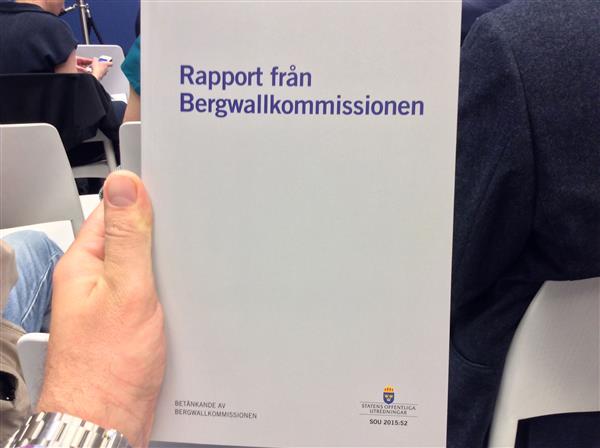 Rapport från
Bergwallkommissionen
BETÄNKANDE AV
BERGWALLKOMMISSIONEN
STATENS OFFENTLIGA
UTREDNINGAR
SOU 2015:52